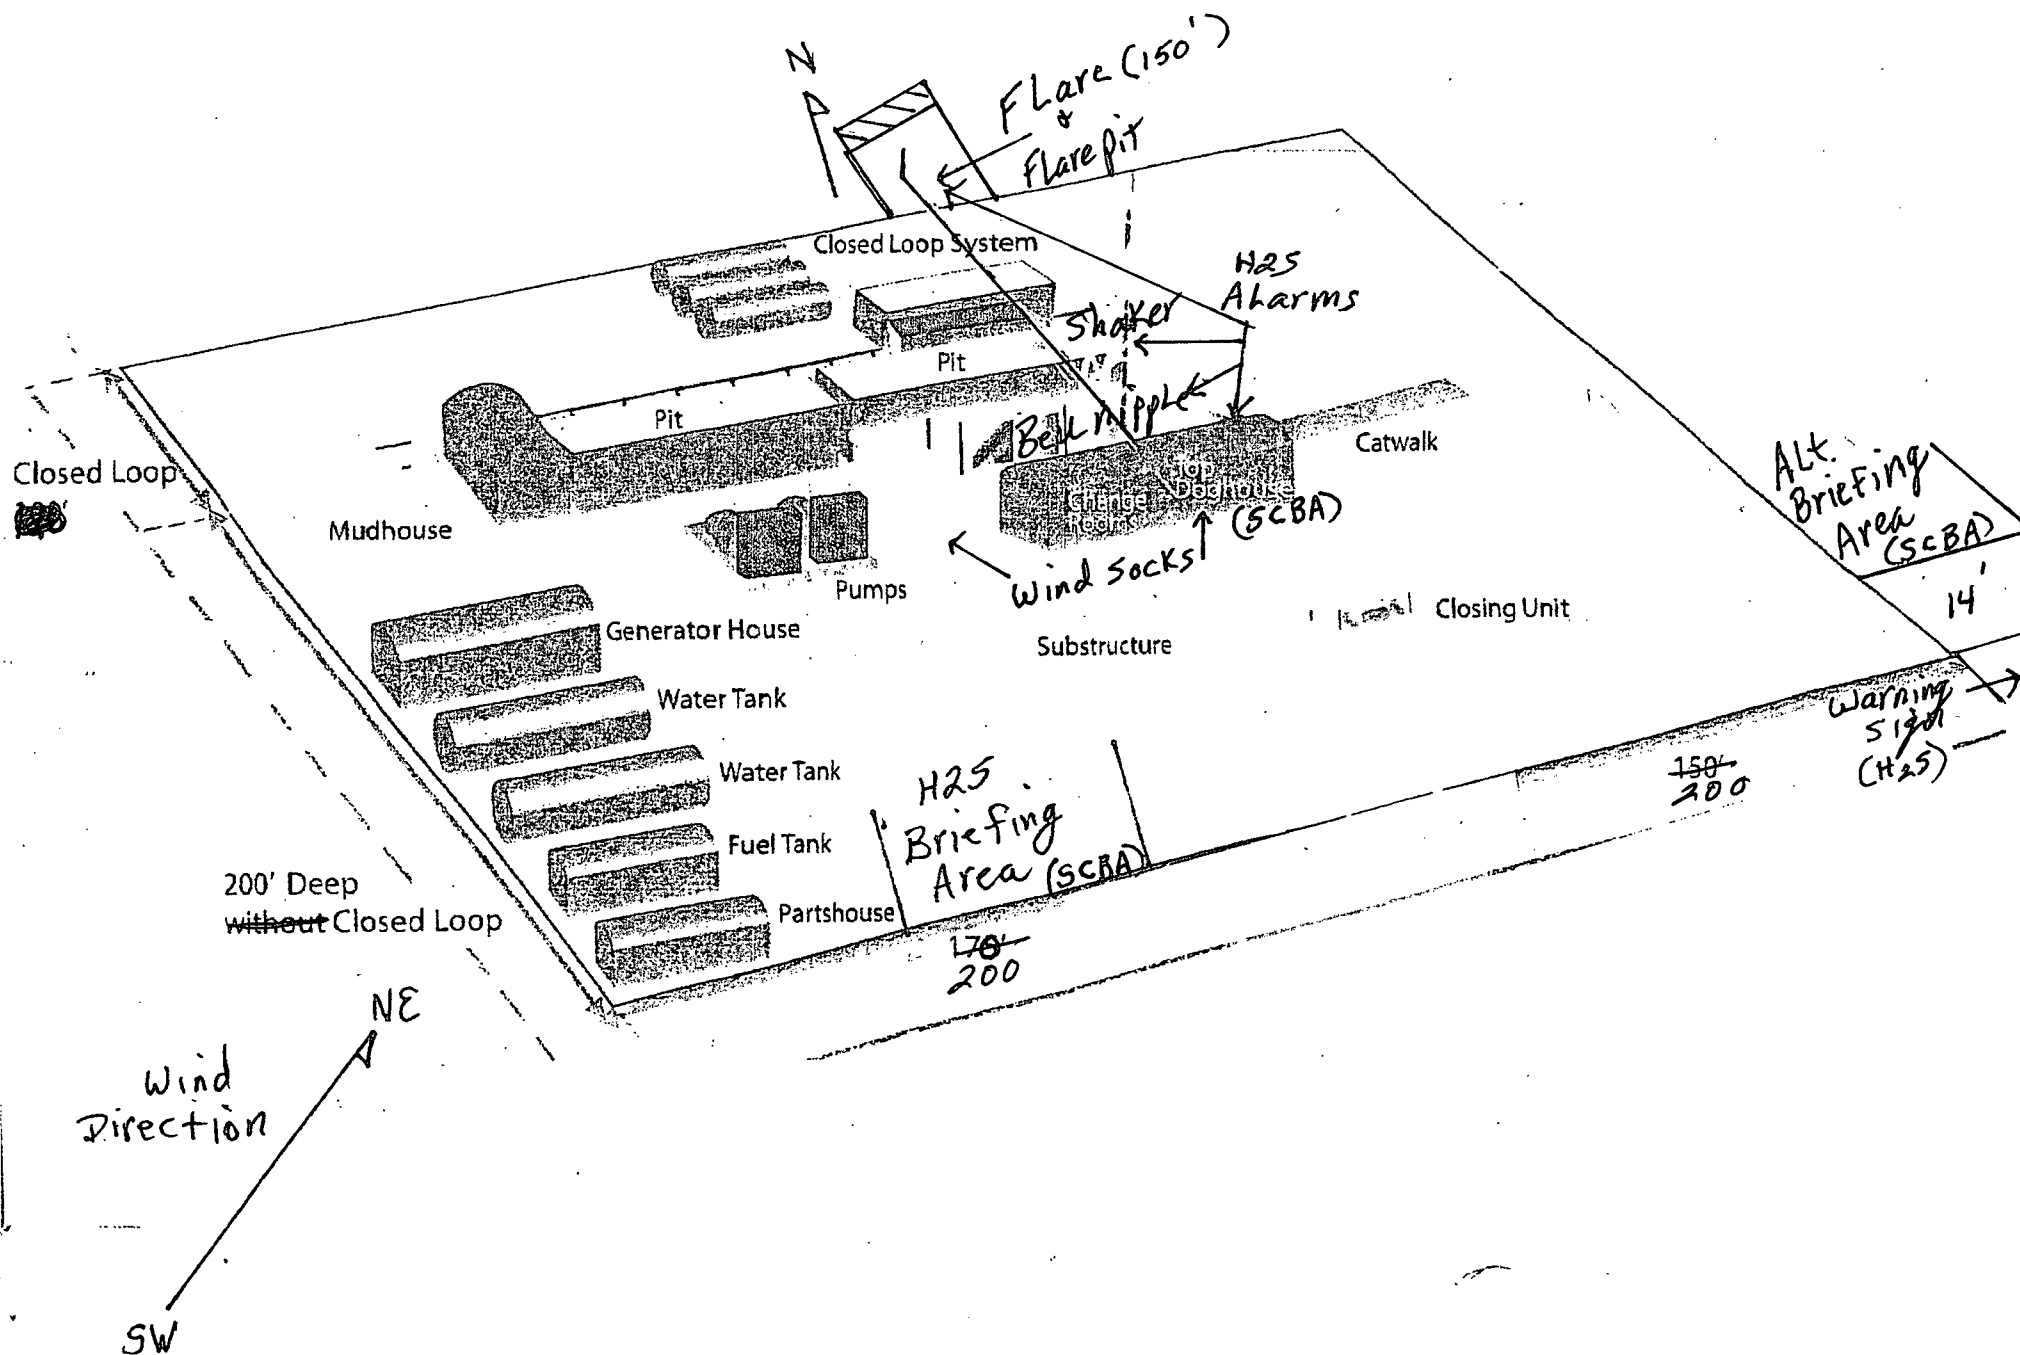 N
FLare (150')
&
Flarepit
Closed Loop System
H2S
ALarms
Shaker
Pit
Bell nipple
Pit
Catwalk
Closed Loop
Mudhouse
Top
Doghouse
Change
Room
(SCBA)
Wind Socks
Pumps
ALt.
Briefing
Area
(SCBA)
14'
Closing Unit
Generator House
Substructure
Water Tank
Warning
Sign
(H2S)
Water Tank
150'
200
H2S
Briefing
Area (SCBA)
Fuel Tank
200' Deep
without Closed Loop
Partshouse
170'
200
NE
Wind
Direction
SW